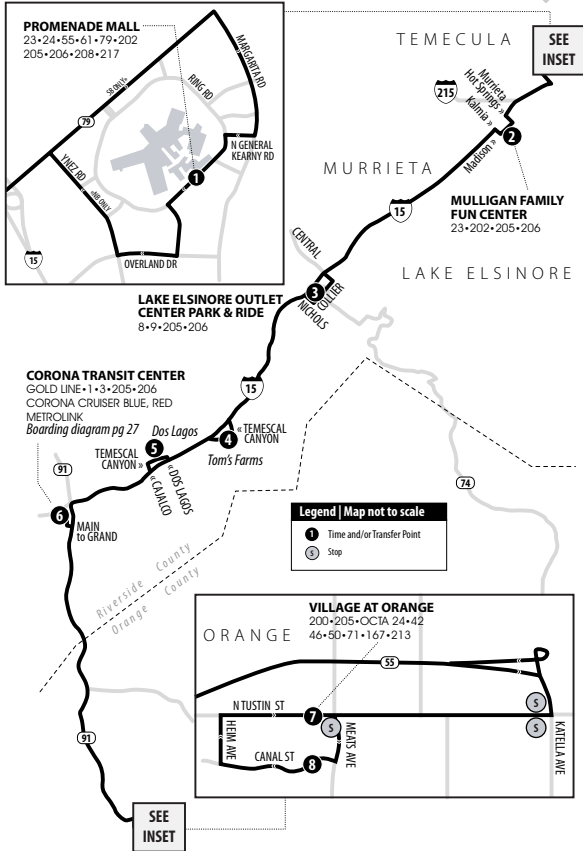 PROMENADE MALL
23•24•55•61•79•202
205•206•208•217
SB ONLY»
MARGARITA RD
RING RD
79
YNEZ RD
«NB ONLY
N GENERAL
KEARNY RD
1
15
OVERLAND DR
TEMECULA
SEE
INSET
215
Murrieta
Hot Springs »
Kalmia »
2
Madison »
MURRIETA
MULLIGAN FAMILY
FUN CENTER
23•202•205•206
15
CENTRAL
LAKE ELSINORE
3
COLLIER
NICHOLS
LAKE ELSINORE OUTLET
CENTER PARK & RIDE
8•9•205•206
15
CORONA TRANSIT CENTER
GOLD LINE•1•3•205•206
CORONA CRUISER BLUE, RED
METROLINK
Boarding diagram pg 27
Dos Lagos
« TEMESCAL
CANYON
4
Tom's Farms
5
TEMESCAL
CANYON »
« DOS LAGOS
« CAJALCO
91
6
MAIN
to GRAND
74
Legend | Map not to scale
1 Time and/or Transfer Point
S Stop
Riverside County
Orange County
VILLAGE AT ORANGE
200•205•OCTA 24•42
46•50•71•167•213
ORANGE
55
N TUSTIN ST
7
S
S
S
HEIM AVE
MEATS AVE
KATELLA AVE
CANAL ST
8
91
SEE
INSET